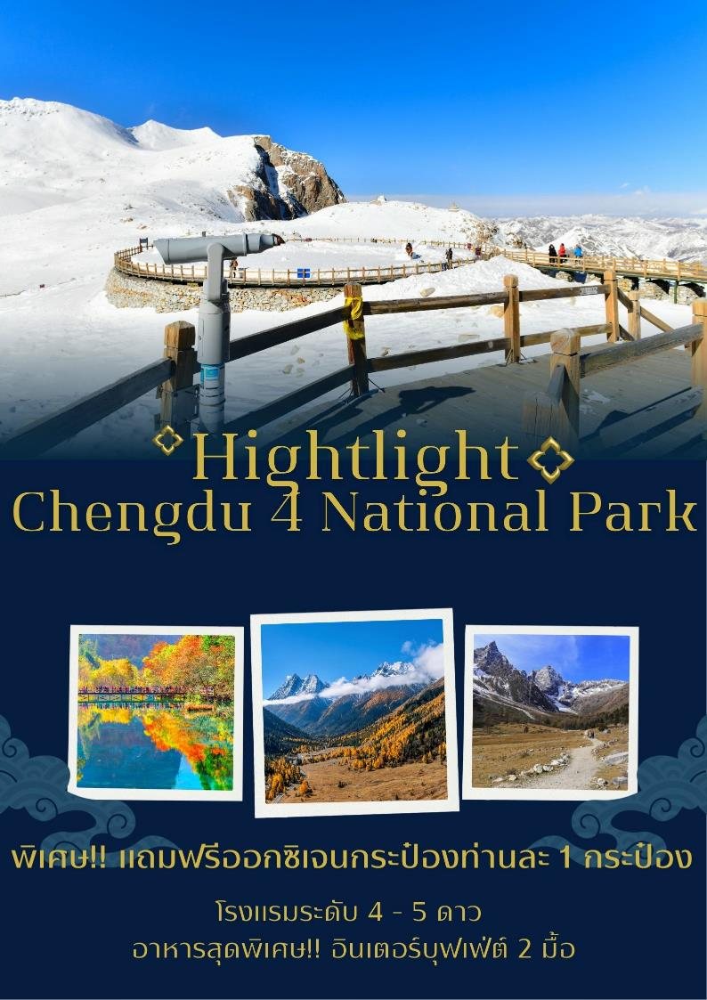 Hightlight
Chengdu 4 National Park
พิเศษ!! แถมฟรีออกซิเจนกระป๋องท่านละ 1 กระป๋อง
โรงแรมระดับ 4 - 5 ดาว
อาหารสุดพิเศษ!! อินเตอร์บุฟเฟ่ต์ 2 มื้อ